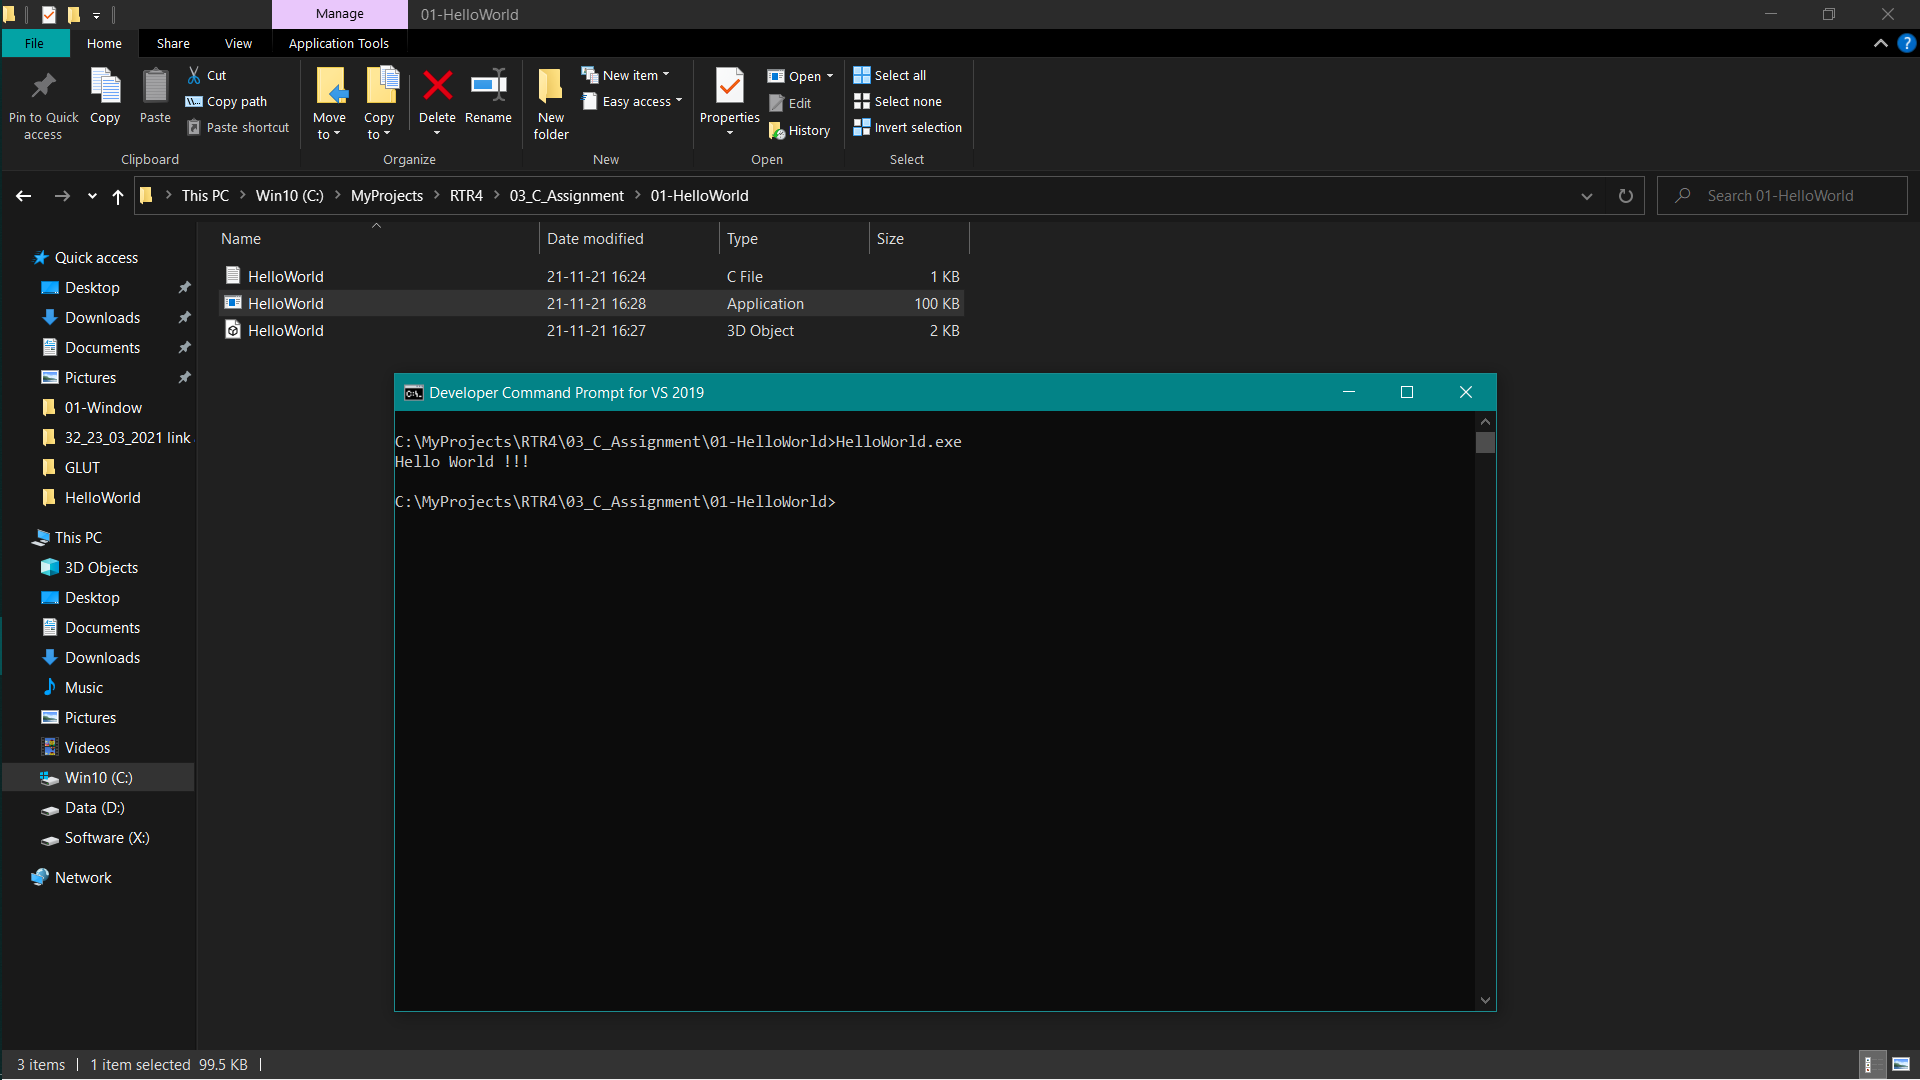 Manage
01-HelloWorld
File
Home
Share
View
Application Tools
?
Pin to Quick access
Copy
Paste
Cut
Copy path
Paste shortcut
Clipboard
Move to
Copy to
Delete
Rename
Organize
New folder
New item
Easy access
New
Properties
Open
Edit
History
Open
Select all
Select none
Invert selection
Select
This PC > Win10 (C:) > MyProjects > RTR4 > 03_C_Assignment > 01-HelloWorld
Search 01-HelloWorld
Name Date modified Type Size
HelloWorld 21-11-21 16:24 C File 1 KB
HelloWorld 21-11-21 16:28 Application 100 KB
HelloWorld 21-11-21 16:27 3D Object 2 KB
Quick access
Desktop
Downloads
Documents
Pictures
01-Window
32_23_03_2021 link
GLUT
HelloWorld
This PC
3D Objects
Desktop
Documents
Downloads
Music
Pictures
Videos
Win10 (C:)
Data (D:)
Software (X:)
Network
Developer Command Prompt for VS 2019
C:\MyProjects\RTR4\03_C_Assignment\01-HelloWorld>HelloWorld.exe
Hello World !!!
C:\MyProjects\RTR4\03_C_Assignment\01-HelloWorld>
3 items | 1 item selected 99.5 KB |